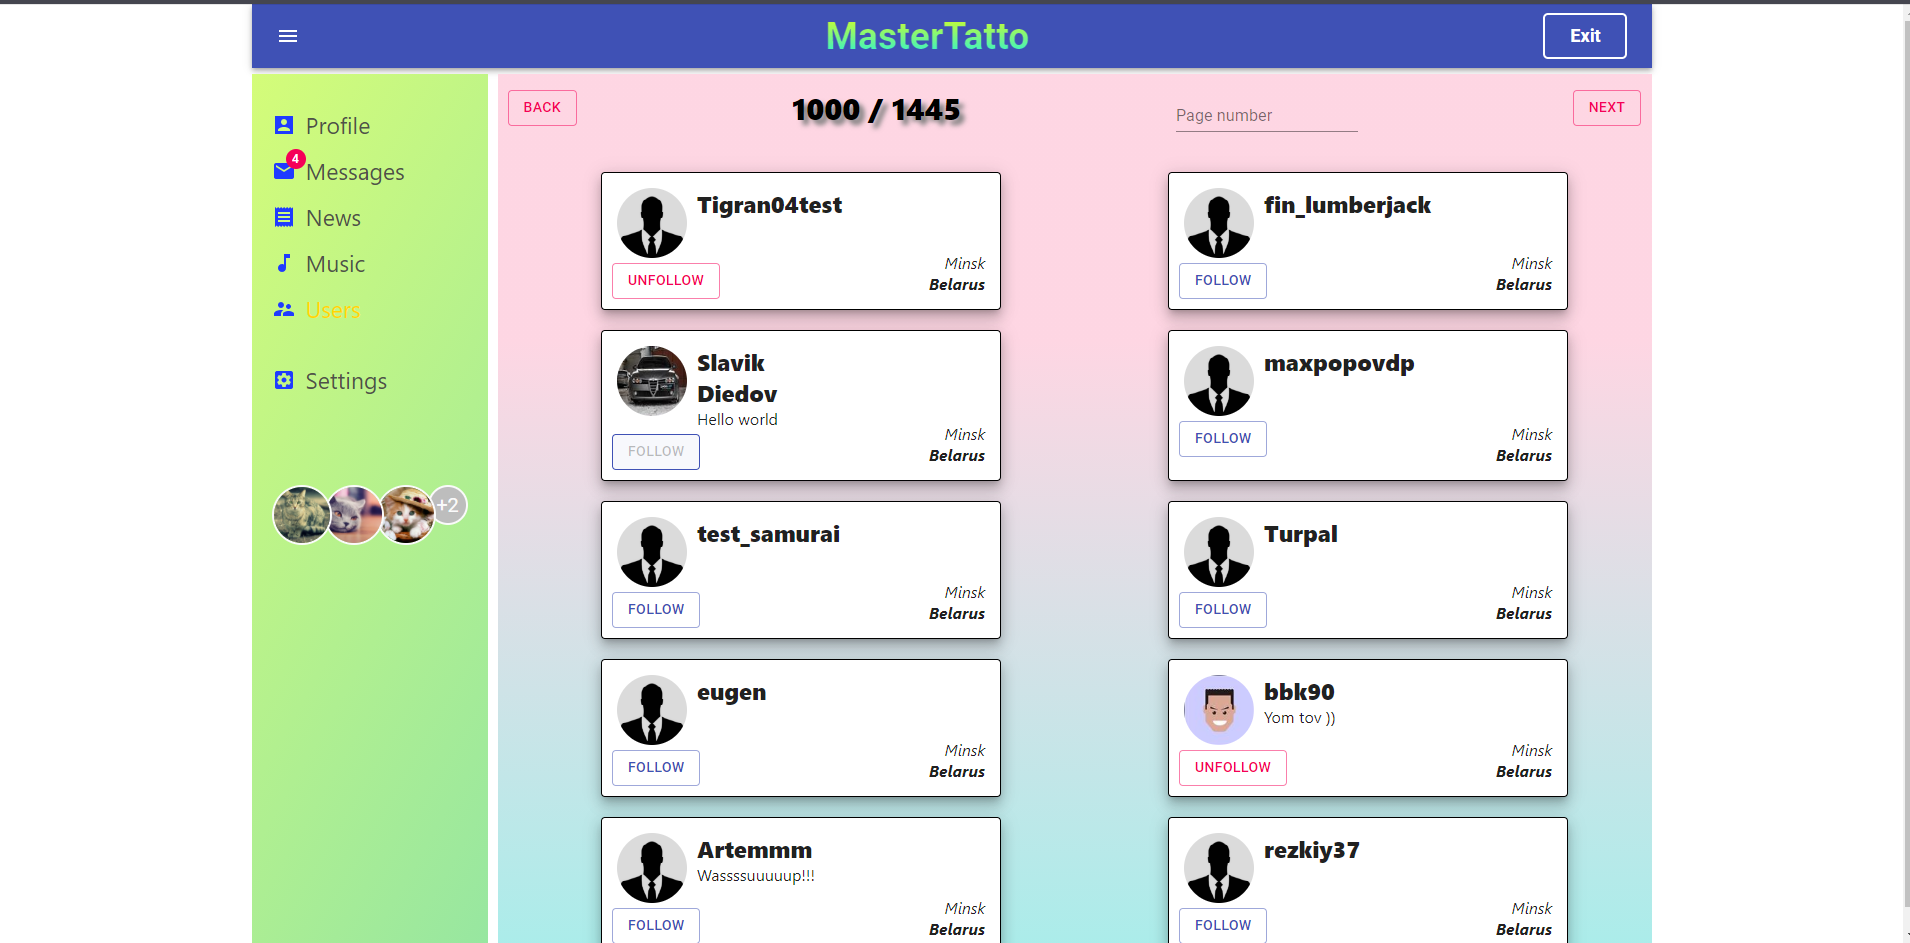 MasterTatto
Exit
Profile
4
Messages
News
Music
Users
Settings
+2
BACK
1000 / 1445
Page number
NEXT
Tigran04test
UNFOLLOW
Minsk
Belarus
fin_lumberjack
FOLLOW
Minsk
Belarus
Slavik
Diedov
Hello world
FOLLOW
Minsk
Belarus
maxpopovdp
FOLLOW
Minsk
Belarus
test_samurai
FOLLOW
Minsk
Belarus
Turpal
FOLLOW
Minsk
Belarus
eugen
FOLLOW
Minsk
Belarus
bbk90
Yom tov ))
UNFOLLOW
Minsk
Belarus
Artemmm
Wassssuuuuup!!!
FOLLOW
Minsk
Belarus
rezkiy37
FOLLOW
Minsk
Belarus